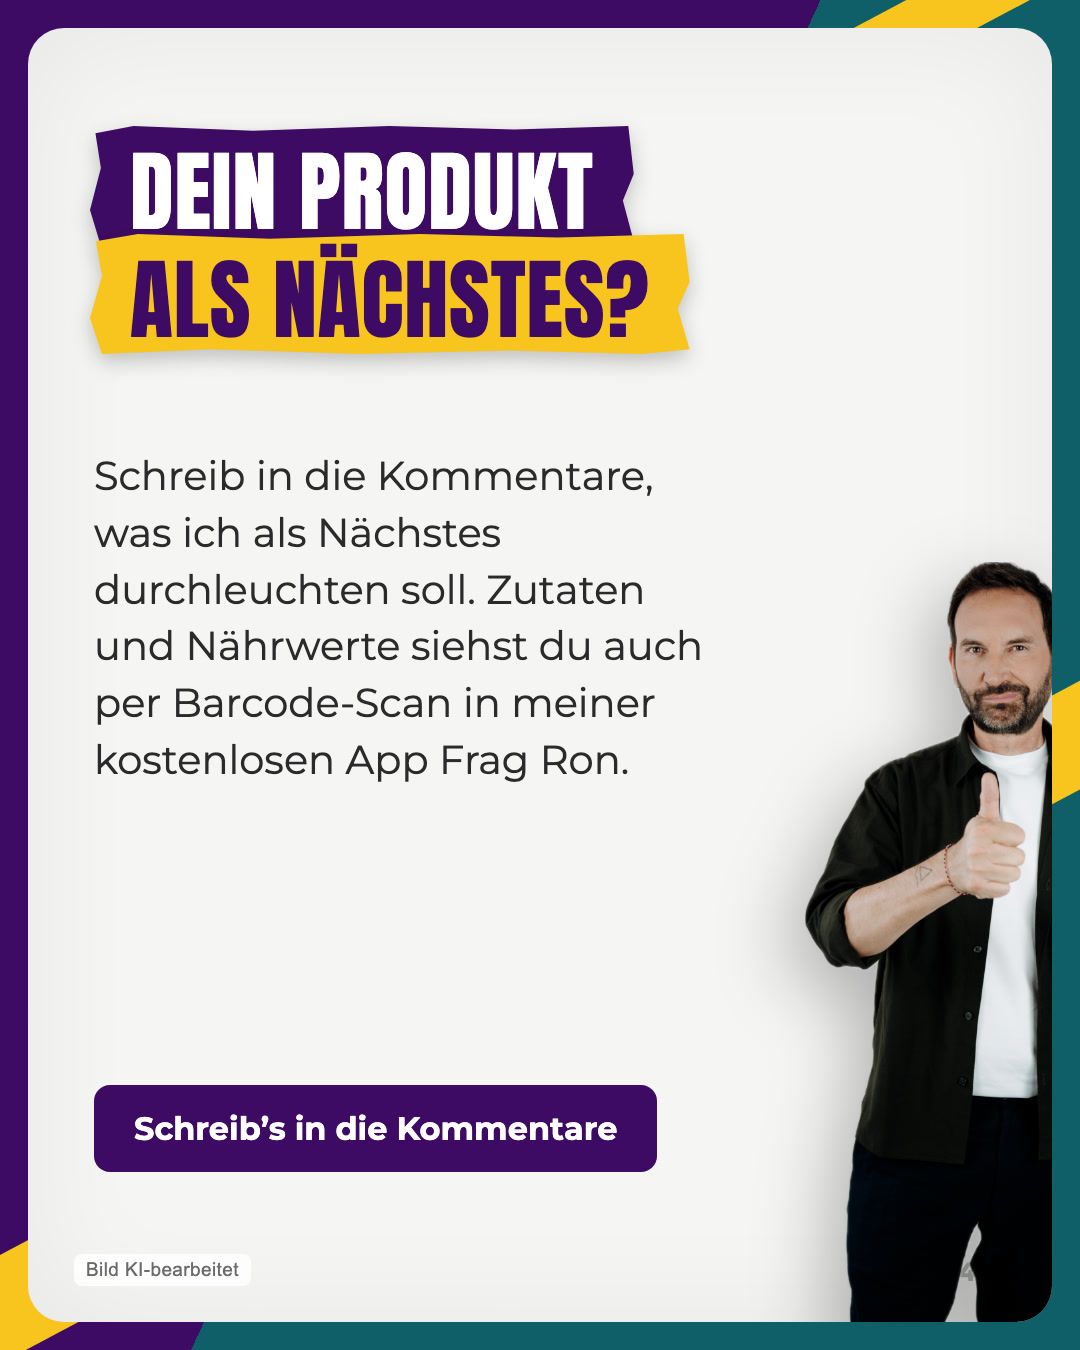 DEIN PRODUKT
ALS NÄCHSTES?
Schreib in die Kommentare,
was ich als Nächstes
durchleuchten soll. Zutaten
und Nährwerte siehst du auch
per Barcode-Scan in meiner
kostenlosen App Frag Ron.
Schreib’s in die Kommentare
Bild KI-bearbeitet